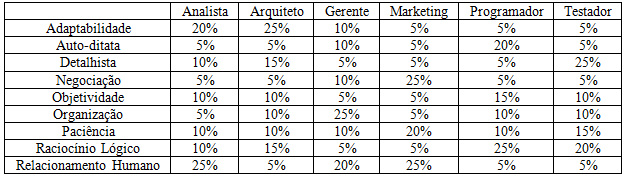 Analista Arquiteto Gerente Marketing Programador Testador
Adaptabilidade 20% 25% 10% 5% 5% 5%
Auto-ditata 5% 5% 10% 5% 20% 5%
Detalhista 10% 15% 5% 5% 5% 25%
Negociação 5% 5% 10% 25% 5% 5%
Objetividade 10% 10% 5% 5% 15% 10%
Organização 5% 10% 25% 5% 10% 10%
Paciência 10% 10% 10% 20% 10% 15%
Raciocínio Lógico 10% 15% 5% 5% 25% 20%
Relacionamento Humano 25% 5% 20% 25% 5% 5%